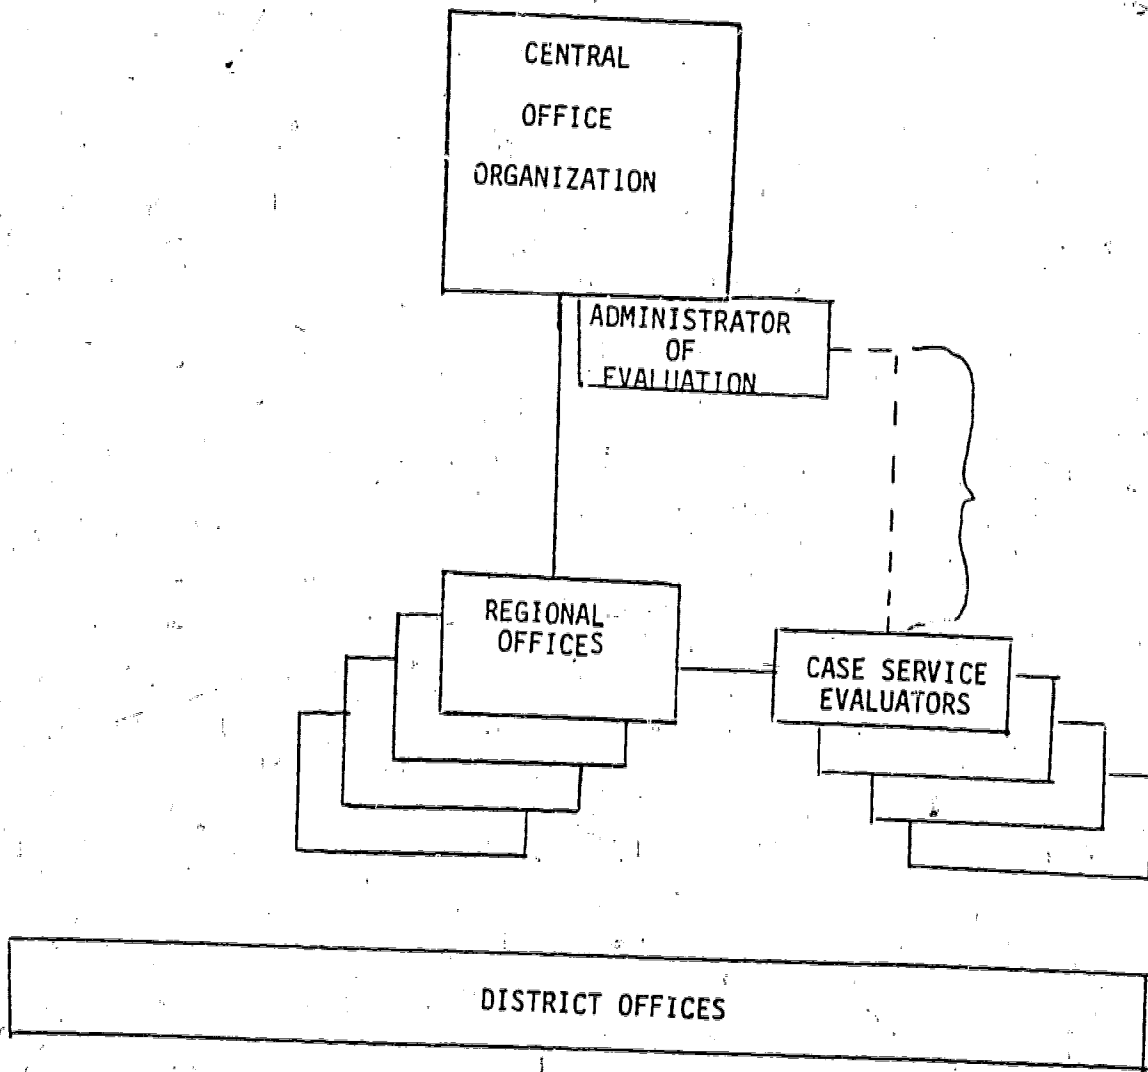 CENTRAL
OFFICE
ORGANIZATION
ADMINISTRATOR
OF
EVALUATION
REGIONAL
OFFICES
CASE SERVICE
EVALUATORS
DISTRICT OFFICES